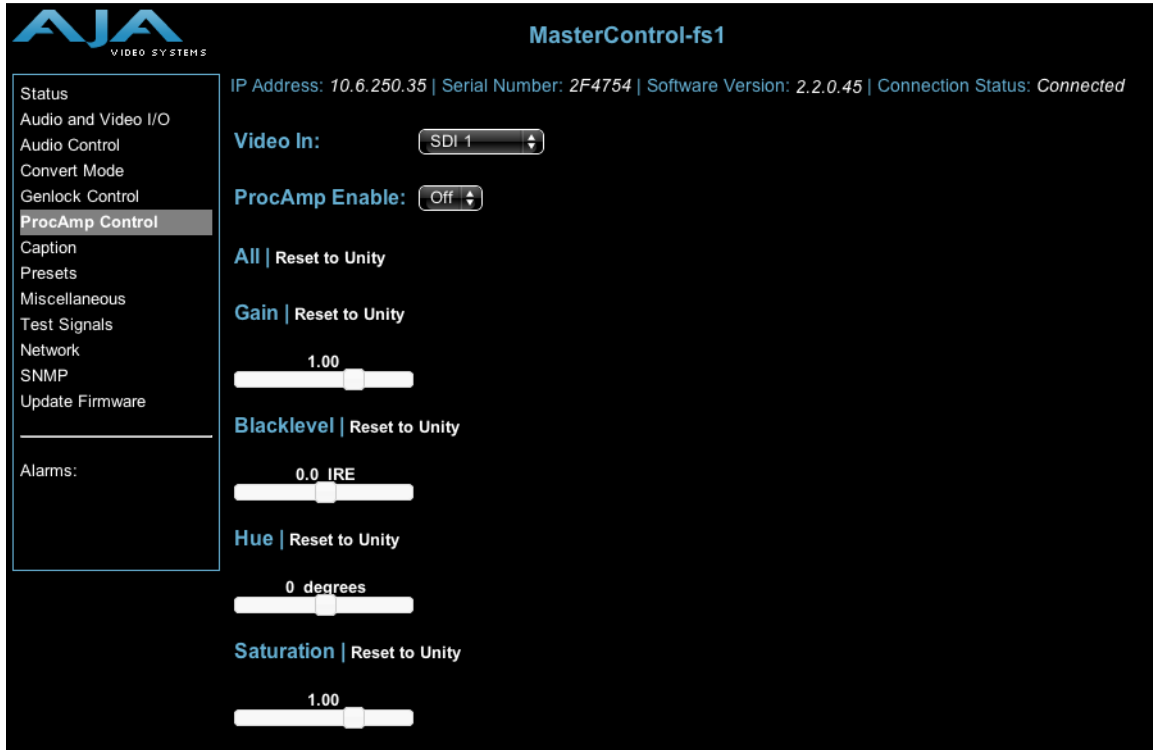 AJA
VIDEO SYSTEMS
MasterControl-fs1
IP Address: 10.6.250.35 | Serial Number: 2F4754 | Software Version: 2.2.0.45 | Connection Status: Connected
Status
Audio and Video I/O
Audio Control
Convert Mode
Genlock Control
ProcAmp Control
Caption
Presets
Miscellaneous
Test Signals
Network
SNMP
Update Firmware
Alarms:
Video In: SDI 1
ProcAmp Enable: Off
All | Reset to Unity
Gain | Reset to Unity
1.00
Blacklevel | Reset to Unity
0.0 IRE
Hue | Reset to Unity
0 degrees
Saturation | Reset to Unity
1.00